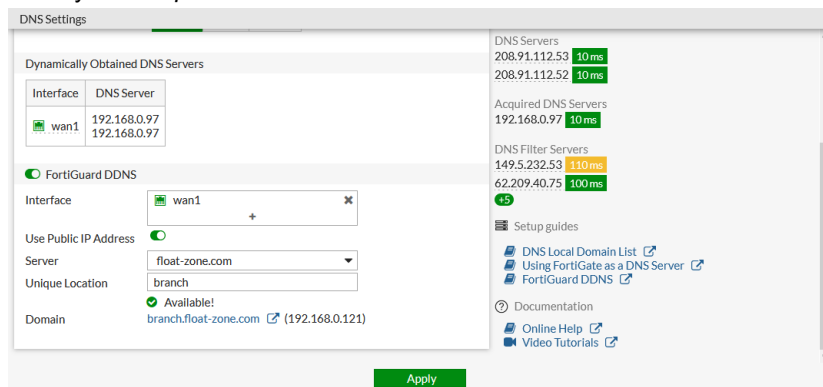 DNS Settings
Dynamically Obtained DNS Servers
Interface DNS Server
wan1 192.168.0.97
192.168.0.97
FortiGuard DDNS
Interface wan1
+
Use Public IP Address
Server float-zone.com
Unique Location branch
Available!
Domain branch.float-zone.com (192.168.0.121)
DNS Servers
208.91.112.53 10 ms
208.91.112.52 10 ms
Acquired DNS Servers
192.168.0.97 10 ms
DNS Filter Servers
149.5.232.53 110 ms
62.209.40.75 100 ms
+5
Setup guides
DNS Local Domain List
Using FortiGate as a DNS Server
FortiGuard DDNS
Documentation
Online Help
Video Tutorials
Apply